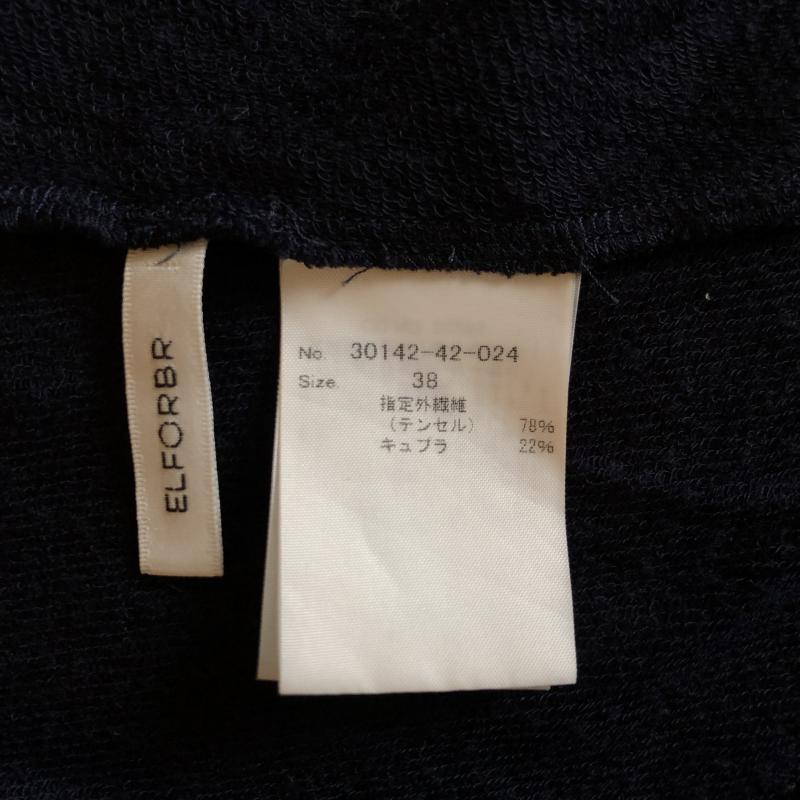 ELFORBR
No. 30142-42-024
Size. 38
指定外繊維
(テンセル) 78%
キュプラ 22%